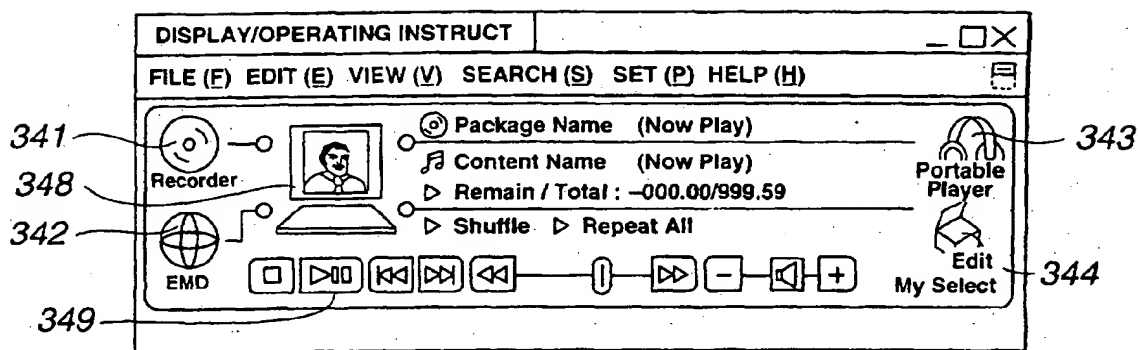 DISPLAY/OPERATING INSTRUCT
FILE (F) EDIT (E) VIEW (V) SEARCH (S) SET (P) HELP (H)
341
348
342
349
Recorder
EMD
Package Name (Now Play)
Content Name (Now Play)
Remain / Total : –000.00/999.59
Shuffle Repeat All
Portable
Player
Edit
My Select
343
344